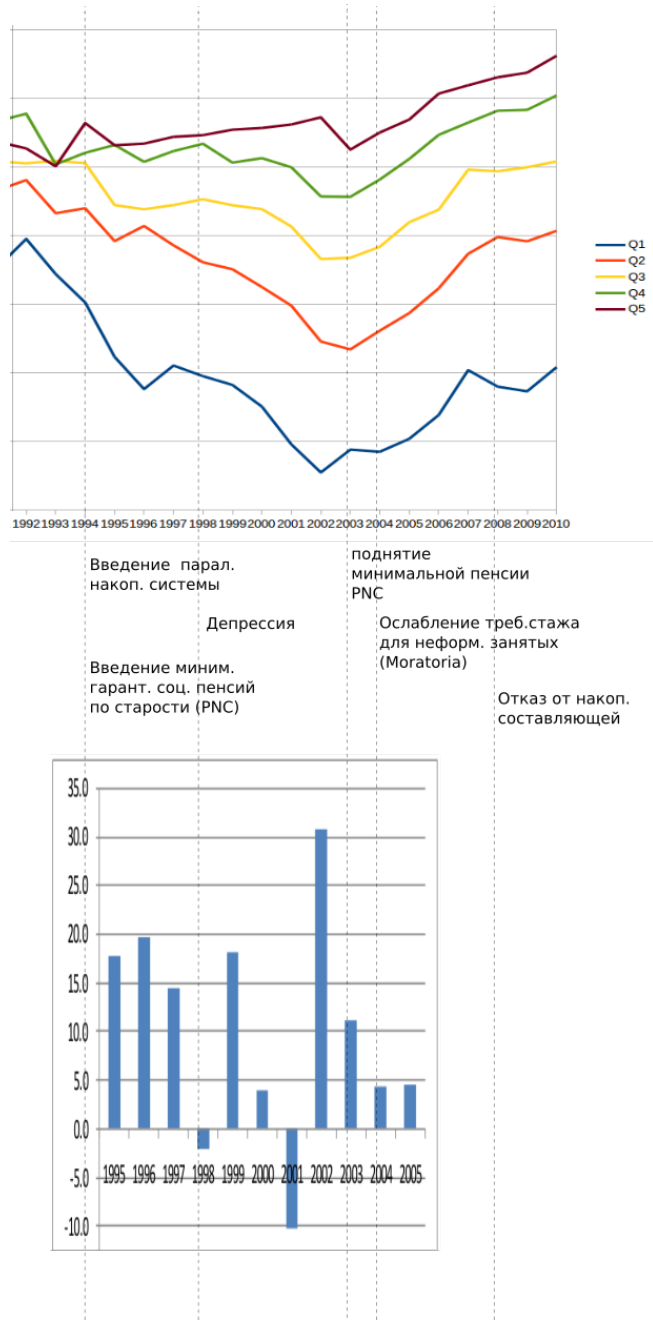 Q1
Q2
Q3
Q4
Q5
1992 1993 1994 1995 1996 1997 1998 1999 2000 2001 2002 2003 2004 2005 2006 2007 2008 2009 2010
Введение парал.
накоп. системы
поднятие
минимальной пенсии
PNC
Депрессия
Ослабление треб.стажа
для неформ. занятых
(Moratoria)
Введение миним.
гарант. соц. пенсий
по старости (PNC)
Отказ от накоп.
составляющей
35.0
30.0
25.0
20.0
15.0
10.0
5.0
0.0
1995 1996 1997 1998 1999 2000 2001 2002 2003 2004 2005
-5.0
-10.0